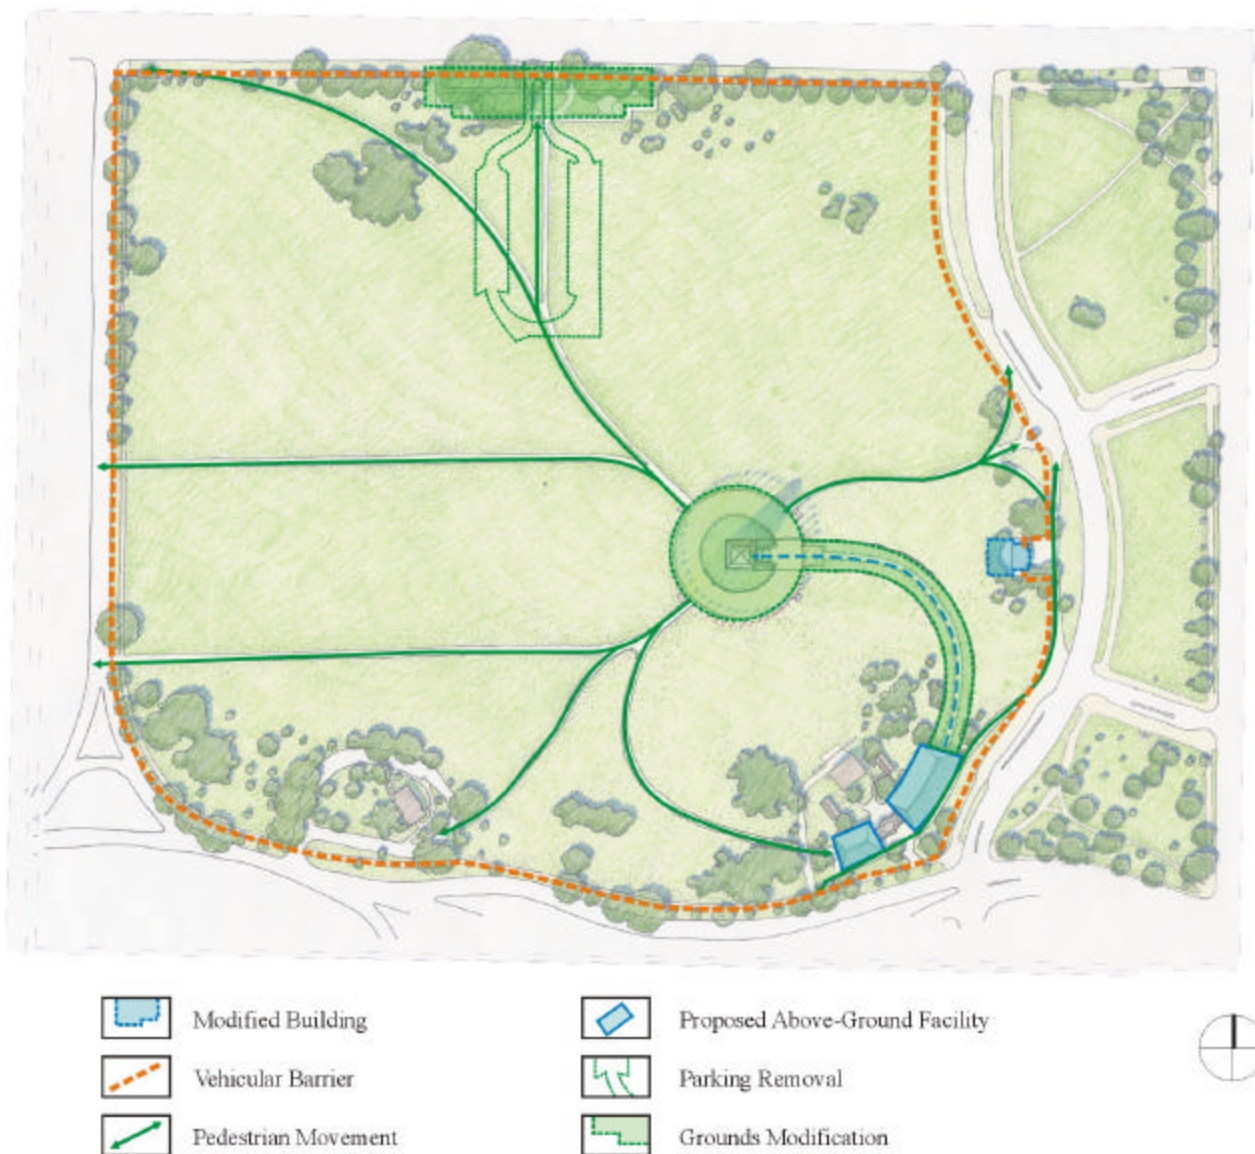 Modified Building
Proposed Above-Ground Facility
Vehicular Barrier
Parking Removal
Pedestrian Movement
Grounds Modification